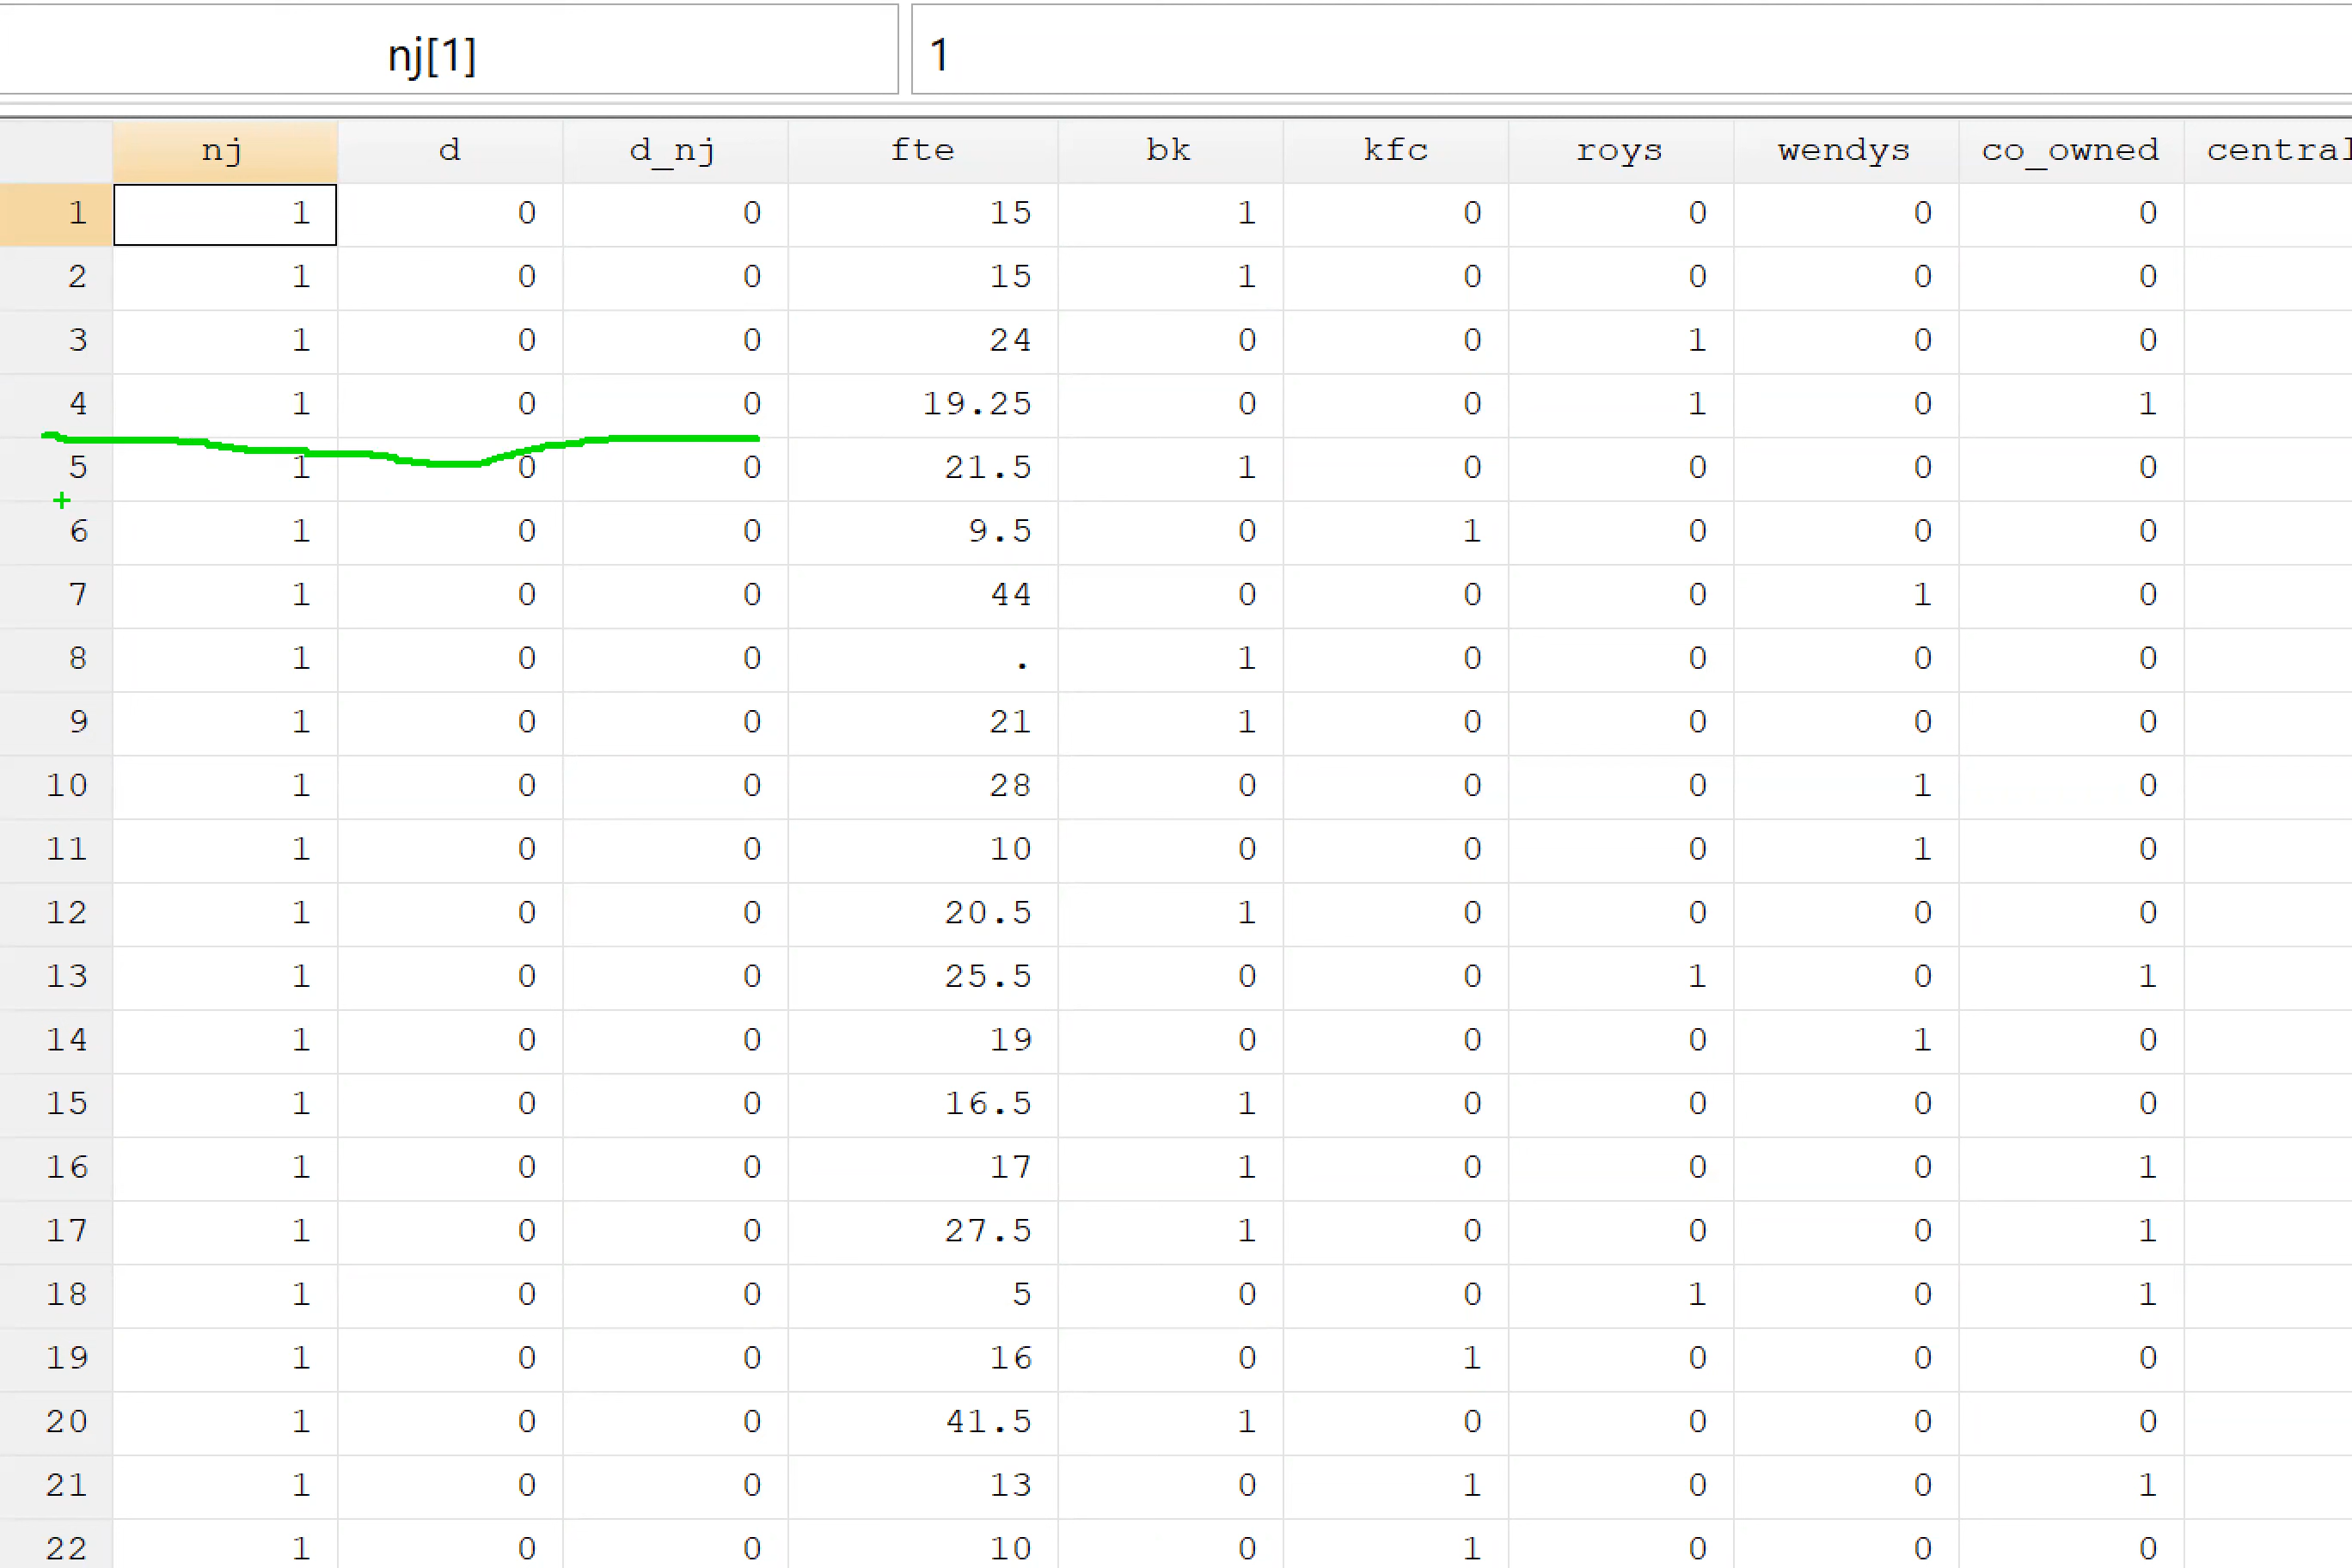 nj[1] 1
nj d d_nj fte bk kfc roys wendys co_owned central
1 1 0 0 15 1 0 0 0 0
2 1 0 0 15 1 0 0 0 0
3 1 0 0 24 0 0 1 0 0
4 1 0 0 19.25 0 0 1 0 1
5 1 0 0 21.5 1 0 0 0 0
6 1 0 0 9.5 0 1 0 0 0
7 1 0 0 44 0 0 0 1 0
8 1 0 0 . 1 0 0 0 0
9 1 0 0 21 1 0 0 0 0
10 1 0 0 28 0 0 0 1 0
11 1 0 0 10 0 0 0 1 0
12 1 0 0 20.5 1 0 0 0 0
13 1 0 0 25.5 0 0 1 0 1
14 1 0 0 19 0 0 0 1 0
15 1 0 0 16.5 1 0 0 0 0
16 1 0 0 17 1 0 0 0 1
17 1 0 0 27.5 1 0 0 0 1
18 1 0 0 5 0 0 1 0 1
19 1 0 0 16 0 1 0 0 0
20 1 0 0 41.5 1 0 0 0 0
21 1 0 0 13 0 1 0 0 1
22 1 0 0 10 0 1 0 0 0